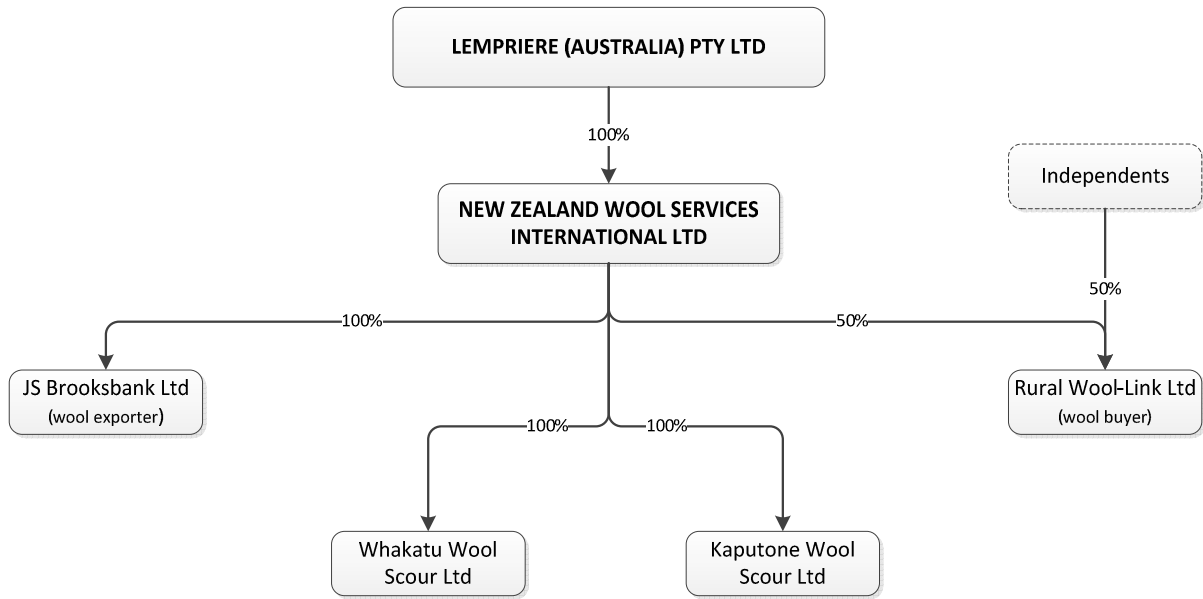 LEMPRIERE (AUSTRALIA) PTY LTD
100%
Independents
NEW ZEALAND WOOL SERVICES
INTERNATIONAL LTD
50%
100%
50%
JS Brooksbank Ltd
(wool exporter)
Rural Wool-Link Ltd
(wool buyer)
100%
100%
Whakatu Wool
Scour Ltd
Kaputone Wool
Scour Ltd